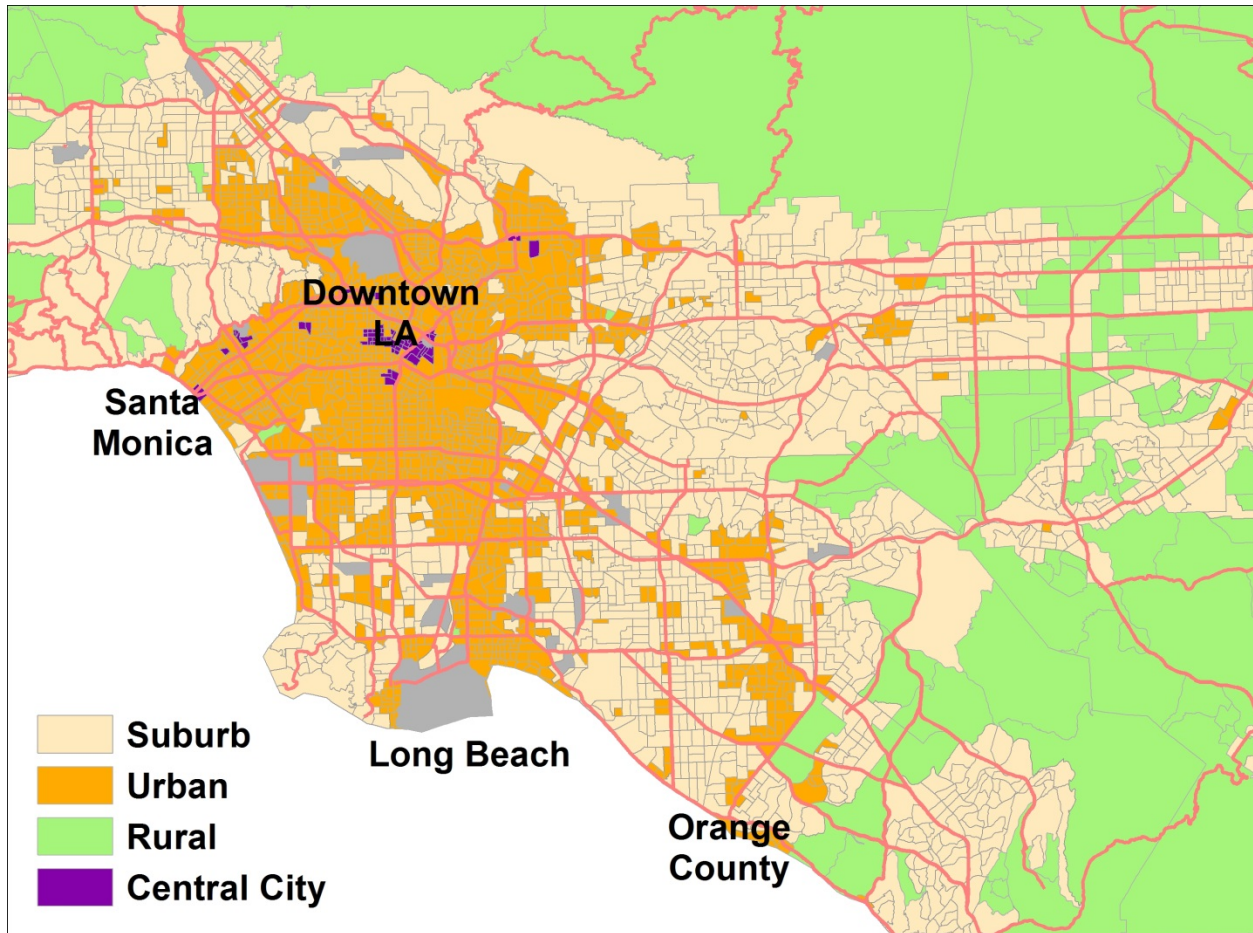 Downtown
LA
Santa
Monica
Long Beach
Orange
County
Suburb
Urban
Rural
Central City